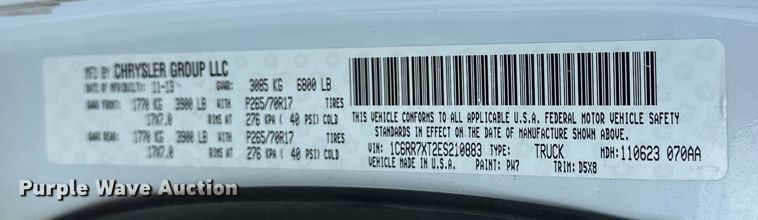 MFD BY CHRYSLER GROUP LLC
DATE OF MFR(BUILT): 11-13 GVWR: 3085 KG 6800 LB
GAWR FRONT: 1770 KG 3900 LB WITH P265/70R17 TIRES
17X7.0 RIMS AT 276 KPA ( 40 PSI) COLD
GAWR REAR: 1770 KG 3900 LB WITH P265/70R17 TIRES
17X7.0 RIMS AT 276 KPA ( 40 PSI) COLD
THIS VEHICLE CONFORMS TO ALL APPLICABLE U.S.A. FEDERAL MOTOR VEHICLE SAFETY
STANDARDS IN EFFECT ON THE DATE OF MANUFACTURE SHOWN ABOVE.
VIN: 1C6RR7XT2ES210883 TYPE: TRUCK MDH: 110623 070AA
VEHICLE MADE IN U.S.A. PAINT: PW7 TRIM: D5X8
Purple Wave Auction